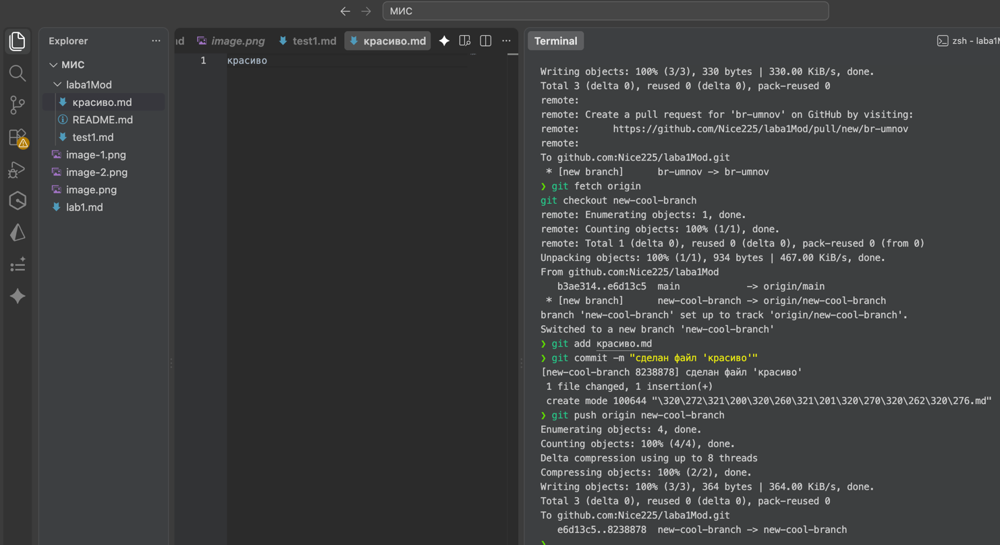 МИС
Explorer
···
МИС
laba1Mod
красиво.md
README.md
test1.md
image-1.png
image-2.png
image.png
lab1.md
nd
image.png
test1.md
красиво.md
···
1 красиво
Terminal
zsh - laba1M
Writing objects: 100% (3/3), 330 bytes | 330.00 KiB/s, done.
Total 3 (delta 0), reused 0 (delta 0), pack-reused 0
remote:
remote: Create a pull request for 'br-umnov' on GitHub by visiting:
remote:      https://github.com/Nice225/laba1Mod/pull/new/br-umnov
remote:
To github.com:Nice225/laba1Mod.git
 * [new branch]      br-umnov -> br-umnov
❯ git fetch origin
git checkout new-cool-branch
remote: Enumerating objects: 1, done.
remote: Counting objects: 100% (1/1), done.
remote: Total 1 (delta 0), reused 0 (delta 0), pack-reused 0 (from 0)
Unpacking objects: 100% (1/1), 934 bytes | 467.00 KiB/s, done.
From github.com:Nice225/laba1Mod
   b3ae314..e6d13c5  main            -> origin/main
 * [new branch]      new-cool-branch -> origin/new-cool-branch
branch 'new-cool-branch' set up to track 'origin/new-cool-branch'.
Switched to a new branch 'new-cool-branch'
❯ git add красиво.md
❯ git commit -m "сделан файл 'красиво'"
[new-cool-branch 8238878] сделан файл 'красиво'
 1 file changed, 1 insertion(+)
 create mode 100644 "\320\272\321\200\320\260\321\201\320\270\320\262\320\276.md"
❯ git push origin new-cool-branch
Enumerating objects: 4, done.
Counting objects: 100% (4/4), done.
Delta compression using up to 8 threads
Compressing objects: 100% (2/2), done.
Writing objects: 100% (3/3), 364 bytes | 364.00 KiB/s, done.
Total 3 (delta 0), reused 0 (delta 0), pack-reused 0
To github.com:Nice225/laba1Mod.git
   e6d13c5..8238878  new-cool-branch -> new-cool-branch
❯